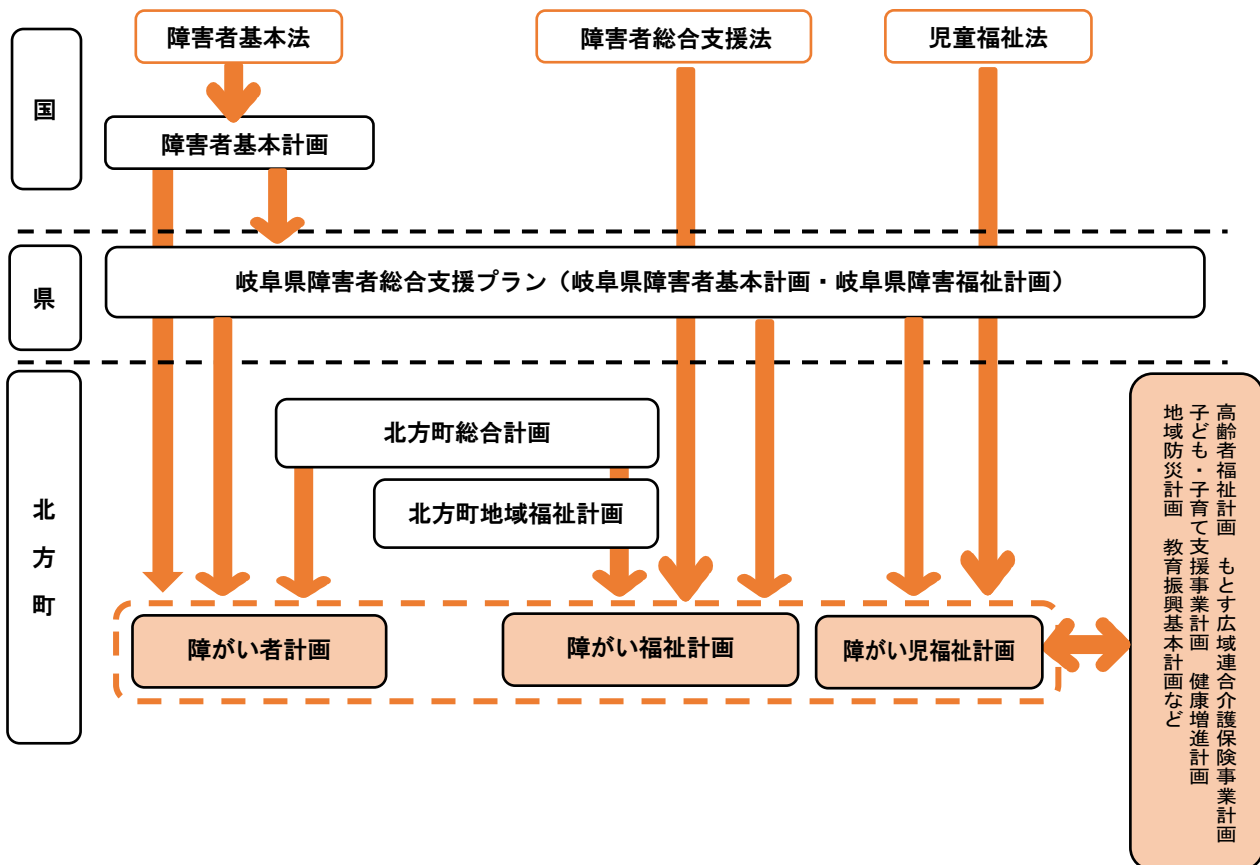 国
障害者基本法
障害者総合支援法
児童福祉法
障害者基本計画
県
岐阜県障害者総合支援プラン（岐阜県障害者基本計画・岐阜県障害福祉計画）
北方町
北方町総合計画
北方町地域福祉計画
障がい者計画
障がい福祉計画
障がい児福祉計画
高齢者福祉計画　もとす広域連合介護保険事業計画
子ども・子育て支援事業計画　健康増進計画
地域防災計画　教育振興基本計画など